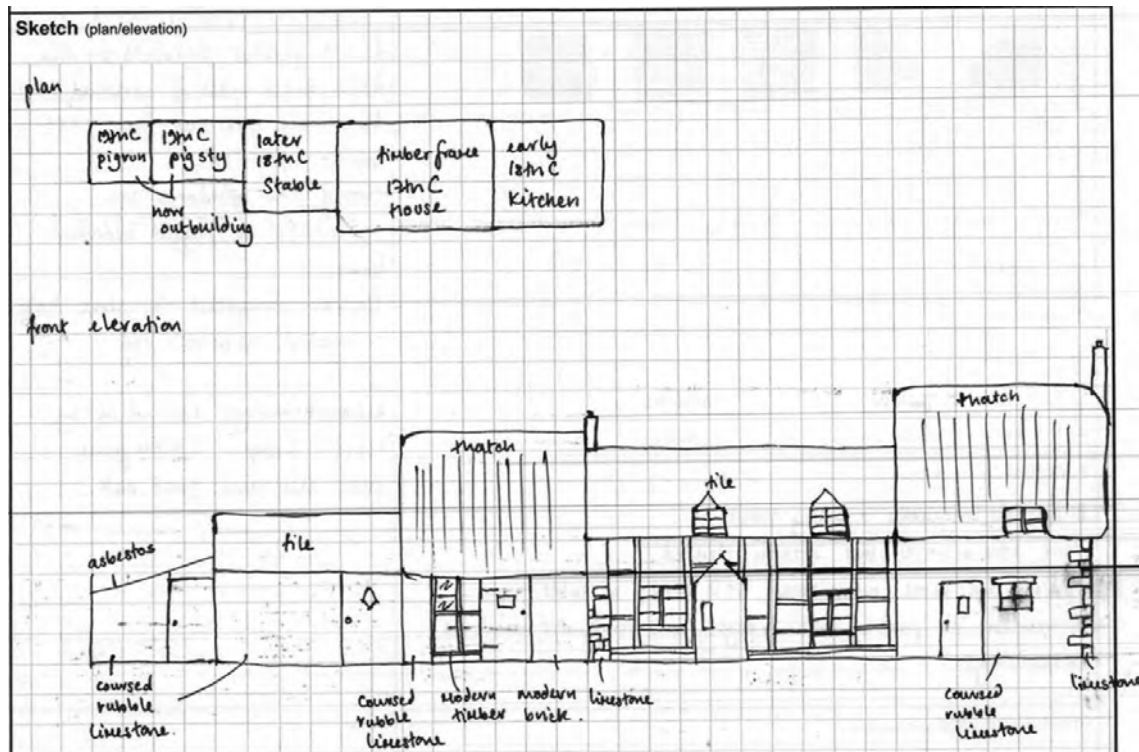 Sketch (plan/elevation)
plan
19thC
pigrun
19thC
pigsty
now
outbuilding
later
18thC
Stable
timber frame
17thC
House
early
18thC
Kitchen
front elevation
asbestos
tile
thatch
tile
thatch
coursed
rubble
limestone.
Coursed
rubble
limestone
Modern
timber
modern
brick.
limestone
Coursed
rubble
limestone
limestone